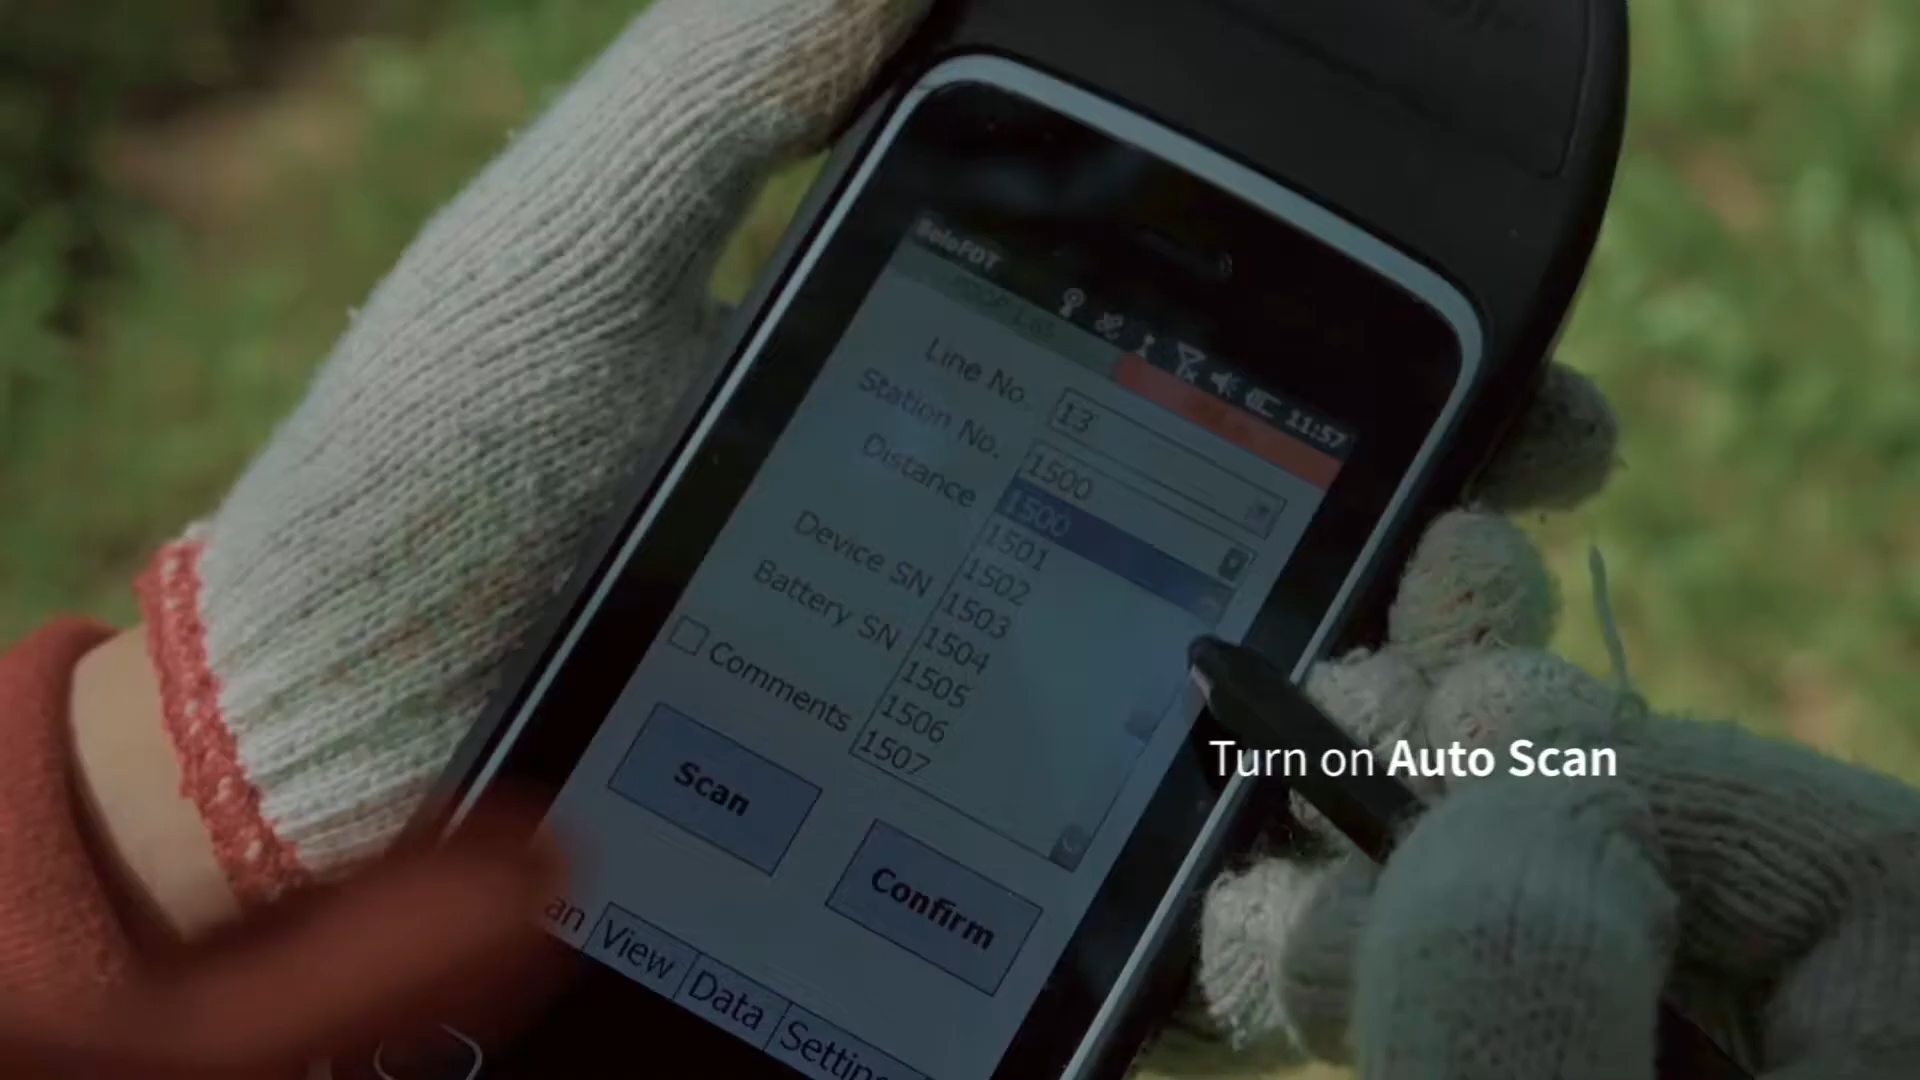 SoloPDT
11:57
Line No.
13
Station No.
1500
Distance
1500
1501
1502
1503
1504
1505
1506
1507
Device SN
Battery SN
Comments
Scan
Confirm
View
Data
Turn on Auto Scan